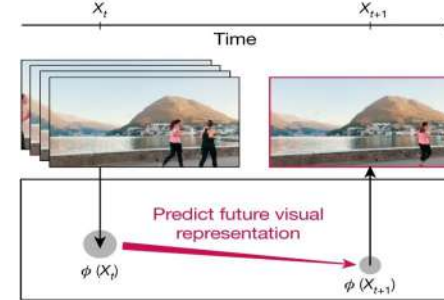 X_t X_{t+1}
Time
Predict future visual
representation
ϕ (X_t)
ϕ (X_{t+1})